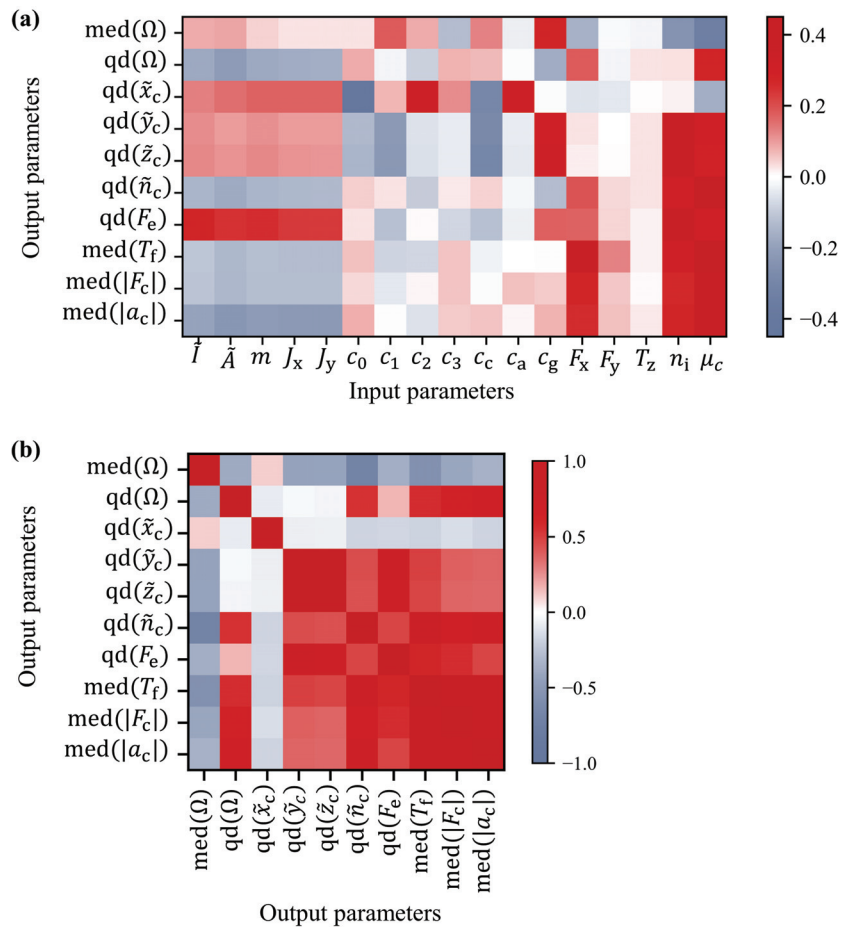 (a)
Output parameters
med(Ω)
qd(Ω)
qd(x̃c)
qd(ỹc)
qd(z̃c)
qd(ñc)
qd(Fe)
med(Tf)
med(|Fc|)
med(|ac|)
Ĩ Ã m Jx Jy c0 c1 c2 c3 cc ca cg Fx Fy Tz ni μc
Input parameters
0.4
0.2
0.0
−0.2
−0.4
(b)
Output parameters
med(Ω)
qd(Ω)
qd(x̃c)
qd(ỹc)
qd(z̃c)
qd(ñc)
qd(Fe)
med(Tf)
med(|Fc|)
med(|ac|)
med(Ω)
qd(Ω)
qd(x̃c)
qd(ỹc)
qd(z̃c)
qd(ñc)
qd(Fe)
med(Tf)
med(|Fc|)
med(|ac|)
Output parameters
1.0
0.5
0.0
−0.5
−1.0